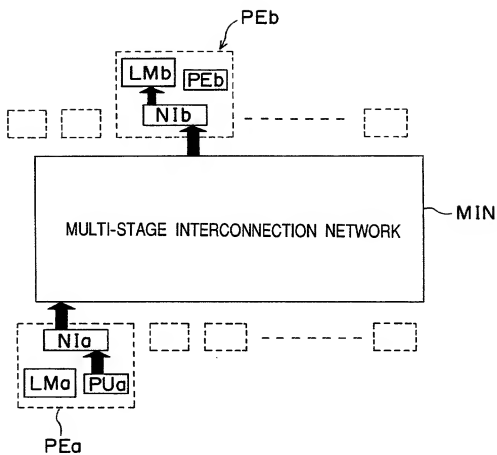 PEb
LMb
PEb
NIb
MULTI-STAGE INTERCONNECTION NETWORK
MIN
NIa
LMa
PUa
PEa